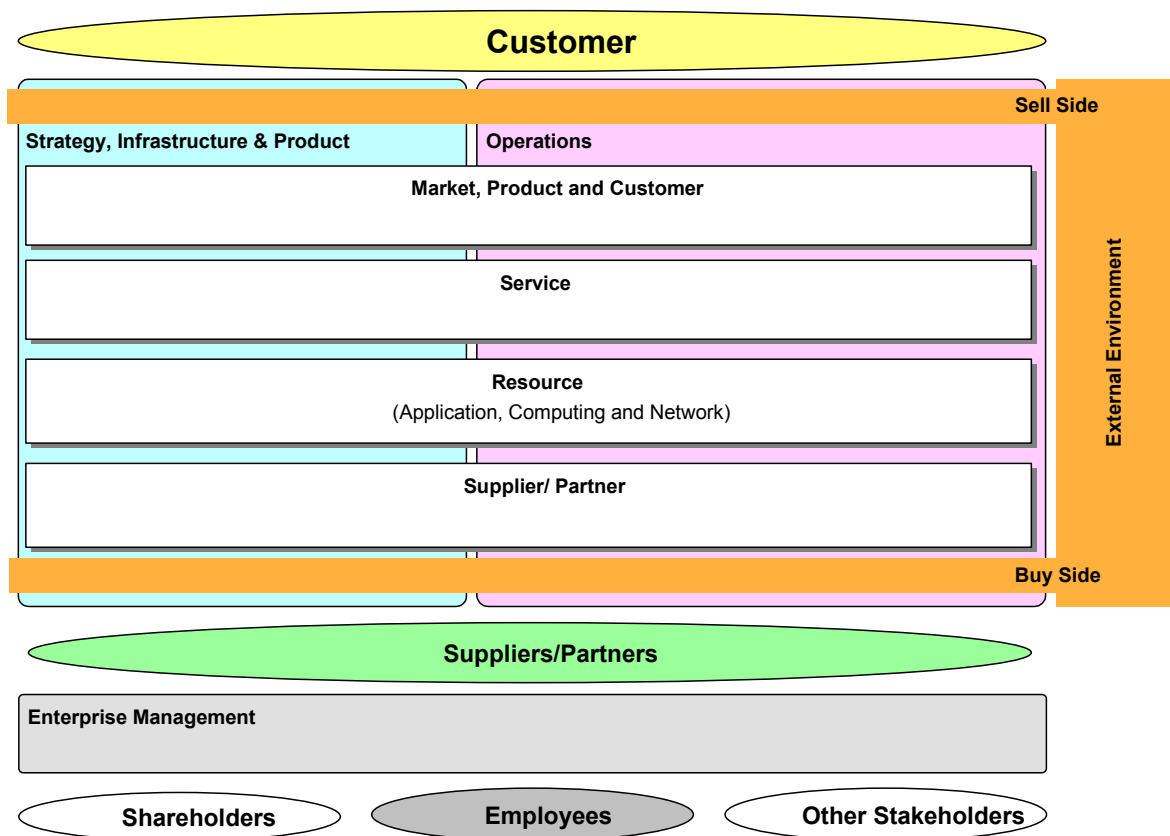 Customer
Sell Side
Strategy, Infrastructure & Product
Operations
Market, Product and Customer
Service
Resource
(Application, Computing and Network)
Supplier/ Partner
External Environment
Buy Side
Suppliers/Partners
Enterprise Management
Shareholders
Employees
Other Stakeholders